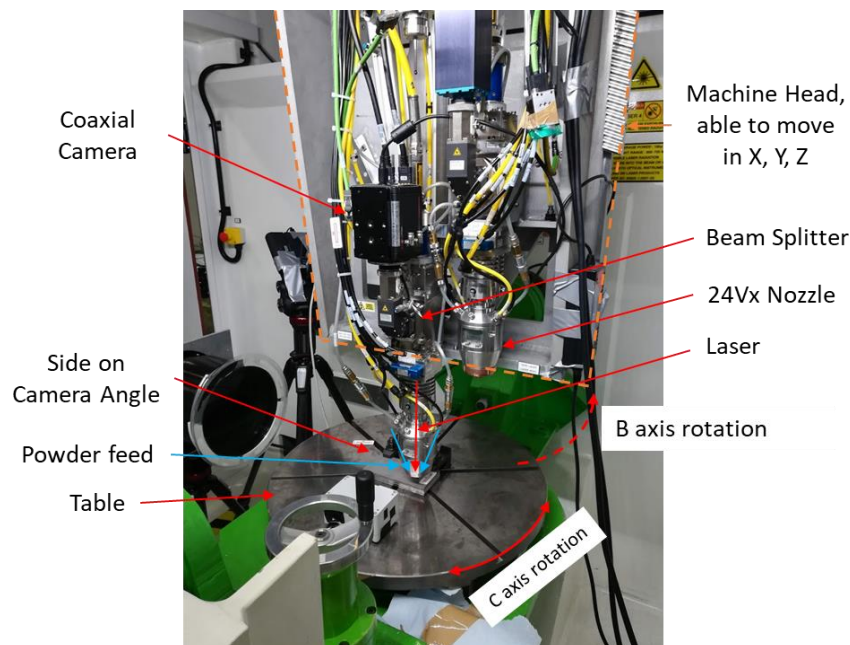 Coaxial
Camera
Machine Head,
able to move
in X, Y, Z
Beam Splitter
24Vx Nozzle
Laser
Side on
Camera Angle
B axis rotation
Powder feed
Table
C axis rotation